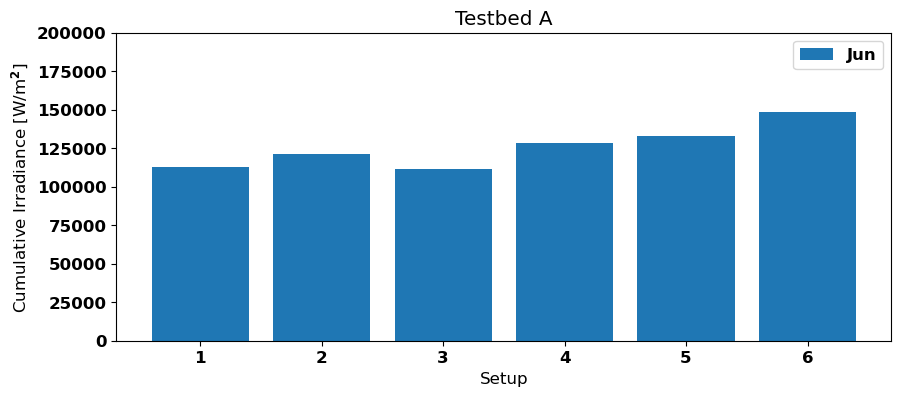 Testbed A
200000
175000
150000
125000
100000
75000
50000
25000
0
Cumulative Irradiance [W/m²]
Jun
1 2 3 4 5 6
Setup